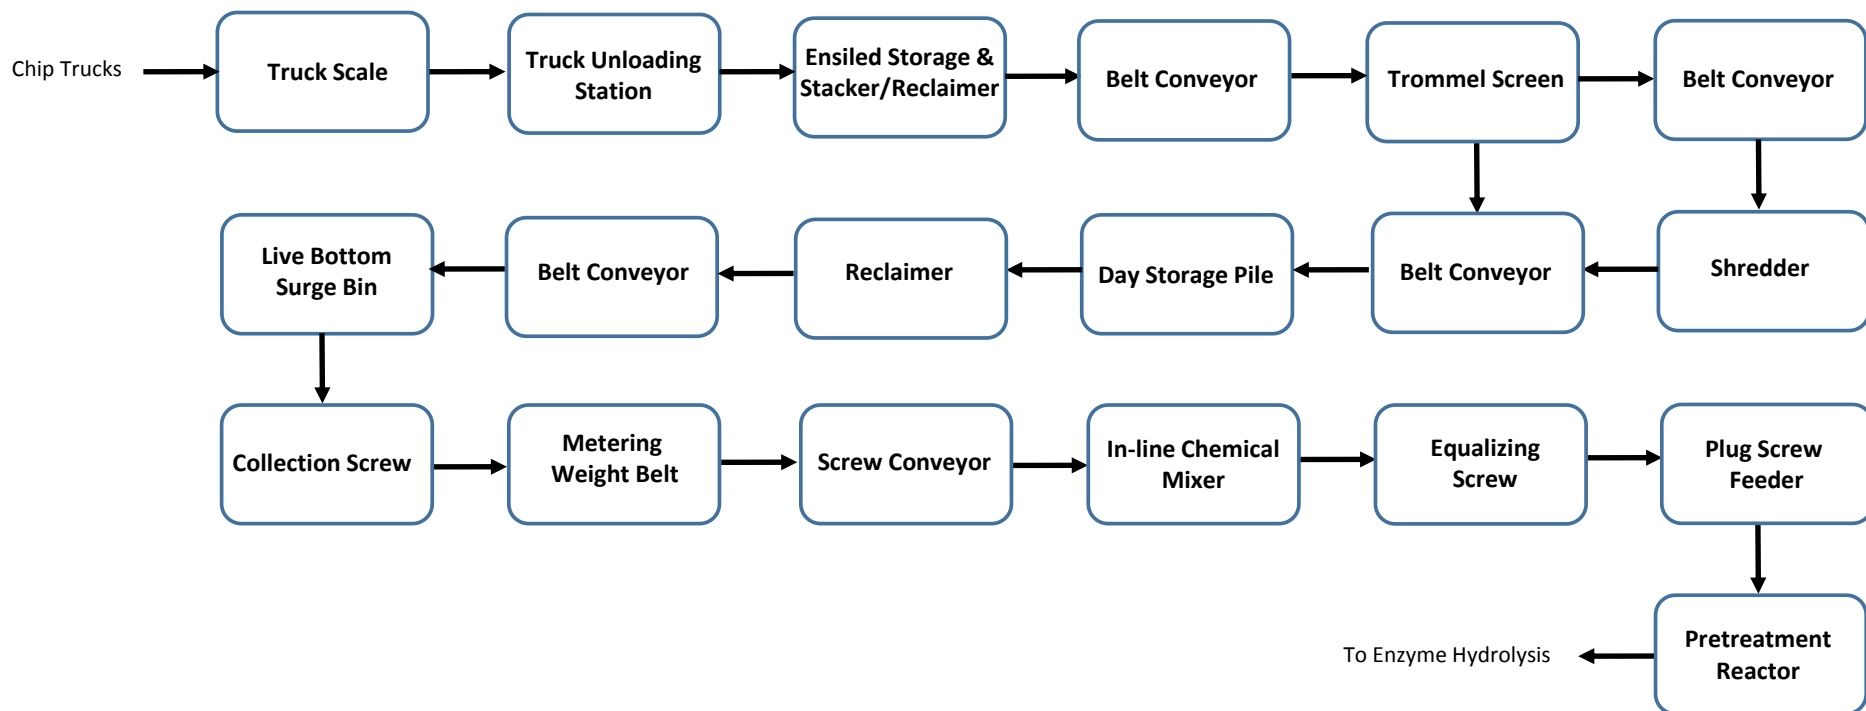 Chip Trucks
Truck Scale
Truck Unloading
Station
Ensiled Storage &
Stacker/Reclaimer
Belt Conveyor
Trommel Screen
Belt Conveyor
Live Bottom
Surge Bin
Belt Conveyor
Reclaimer
Day Storage Pile
Belt Conveyor
Shredder
Collection Screw
Metering
Weight Belt
Screw Conveyor
In-line Chemical
Mixer
Equalizing
Screw
Plug Screw
Feeder
To Enzyme Hydrolysis
Pretreatment
Reactor